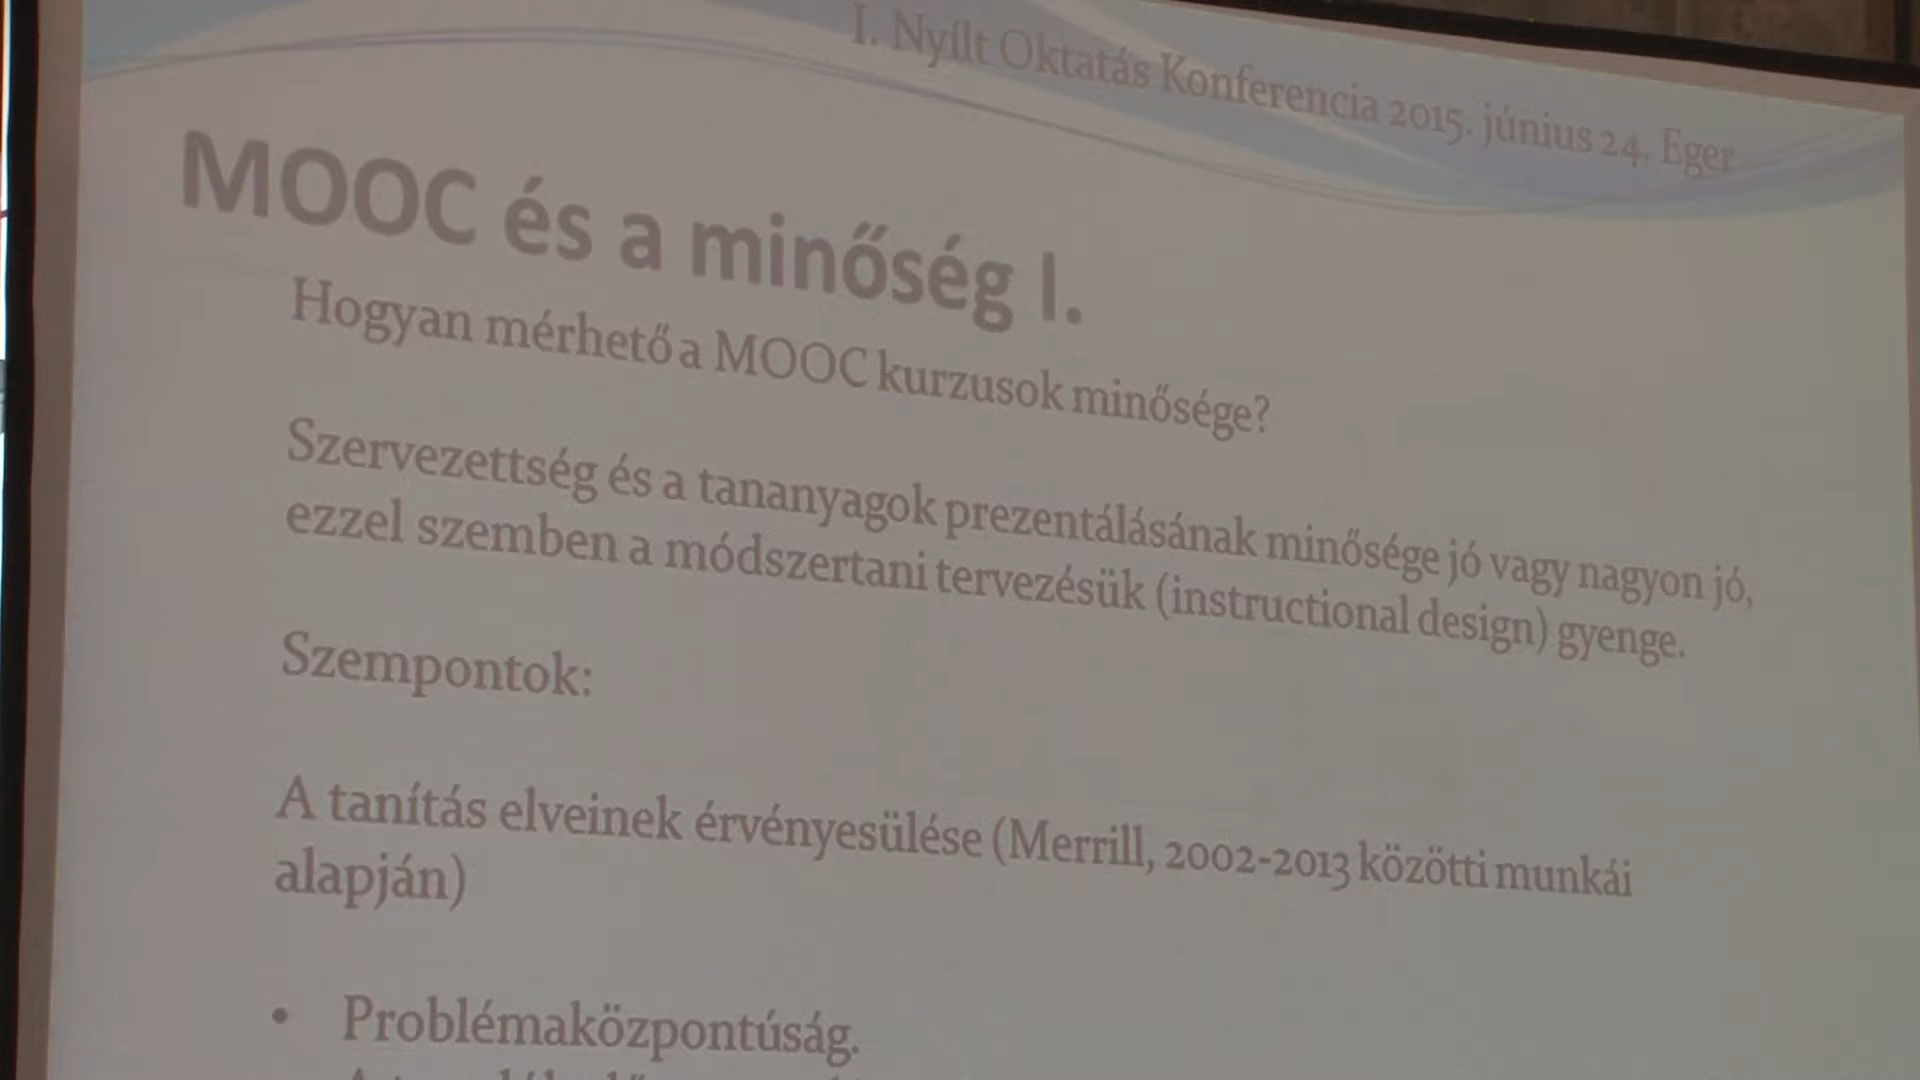 I. Nyílt Oktatás Konferencia 2015. június 24. Eger
MOOC és a minőség I.
Hogyan mérhető a MOOC kurzusok minősége?
Szervezettség és a tananyagok prezentálásának minősége jó vagy nagyon jó,
ezzel szemben a módszertani tervezésük (instructional design) gyenge.
Szempontok:
A tanítás elveinek érvényesülése (Merrill, 2002-2013 közötti munkái
alapján)
• Problémaközpontúság.